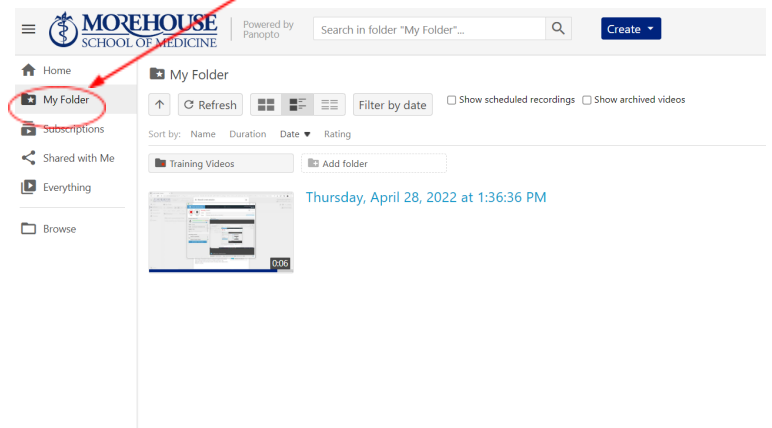 MOREHOUSE
SCHOOL OF MEDICINE
Powered by
Panopto
Search in folder "My Folder"...
Create
Home
My Folder
Subscriptions
Shared with Me
Everything
Browse
My Folder
Refresh
Filter by date
Show scheduled recordings
Show archived videos
Sort by: Name Duration Date ▼ Rating
Training Videos
Add folder
Thursday, April 28, 2022 at 1:36:36 PM
0:06